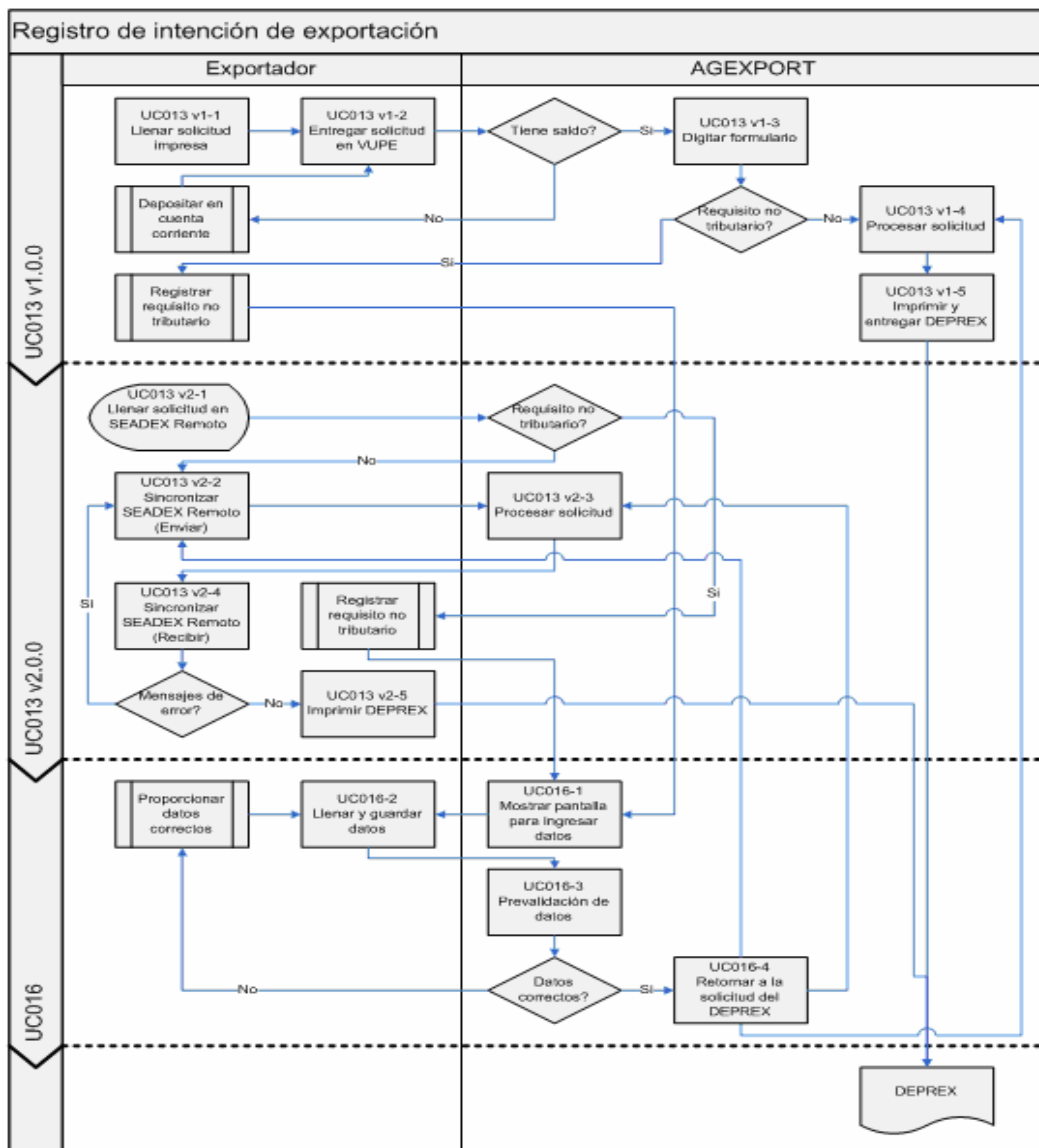 Registro de intención de exportación
Exportador
AGEXPORT
UC013 v1.0.0
UC013 v1-1
Llenar solicitud
impresa
UC013 v1-2
Entregar solicitud
en VUPE
Tiene saldo?
Si
UC013 v1-3
Digitar formulario
Depositar en
cuenta
corriente
No
Requisito no
tributario?
No
UC013 v1-4
Procesar solicitud
Si
Registrar
requisito no
tributario
UC013 v1-5
Imprimir y
entregar DEPREX
UC013 v2.0.0
UC013 v2-1
Llenar solicitud en
SEADEX Remoto
Requisito no
tributario?
No
UC013 v2-2
Sincronizar
SEADEX Remoto
(Enviar)
UC013 v2-3
Procesar solicitud
UC013 v2-4
Sincronizar
SEADEX Remoto
(Recibir)
Si
Registrar
requisito no
tributario
Si
Mensajes de
error?
No
UC013 v2-5
Imprimir DEPREX
UC016
Proporcionar
datos
correctos
UC016-2
Llenar y guardar
datos
UC016-1
Mostrar pantalla
para ingresar
datos
UC016-3
Prevalidación de
datos
No
Datos
correctos?
Si
UC016-4
Retornar a la
solicitud del
DEPREX
DEPREX